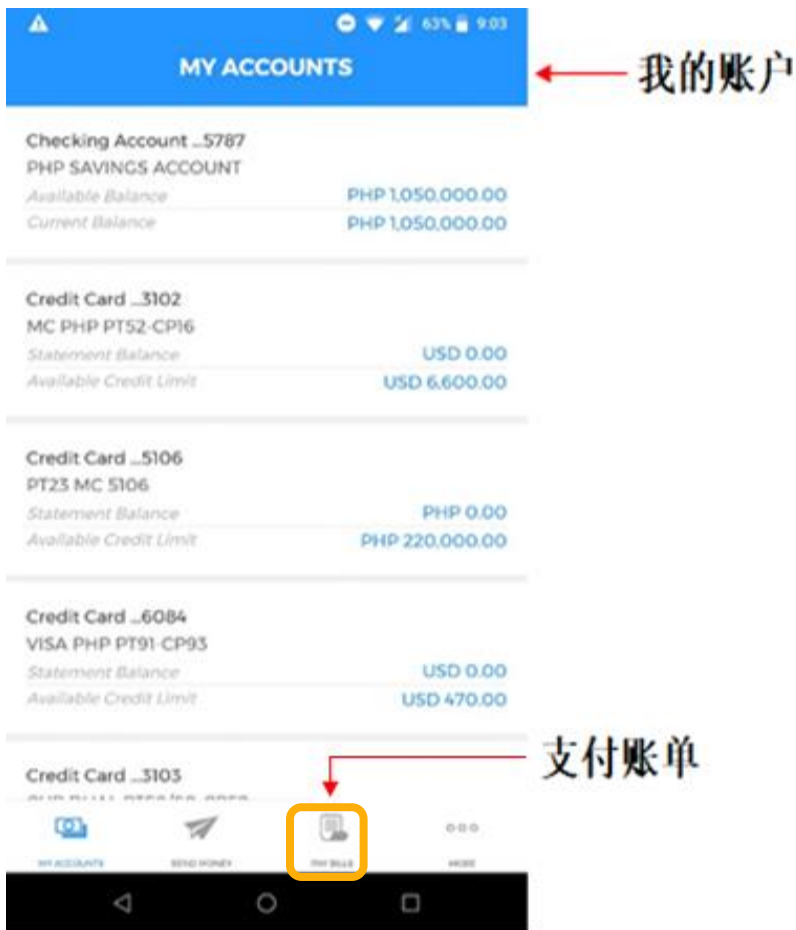 63% 9:03
MY ACCOUNTS
我的账户
Checking Account ...5787
PHP SAVINGS ACCOUNT
Available Balance PHP 1,050,000.00
Current Balance PHP 1,050,000.00
Credit Card ...3102
MC PHP PT52-CP16
Statement Balance USD 0.00
Available Credit Limit USD 6,600.00
Credit Card ...5106
PT23 MC 5106
Statement Balance PHP 0.00
Available Credit Limit PHP 220,000.00
Credit Card ...6084
VISA PHP PT91-CP93
Statement Balance USD 0.00
Available Credit Limit USD 470.00
支付账单
Credit Card ...3103
MY ACCOUNTS SEND MONEY PAY BILLS MORE